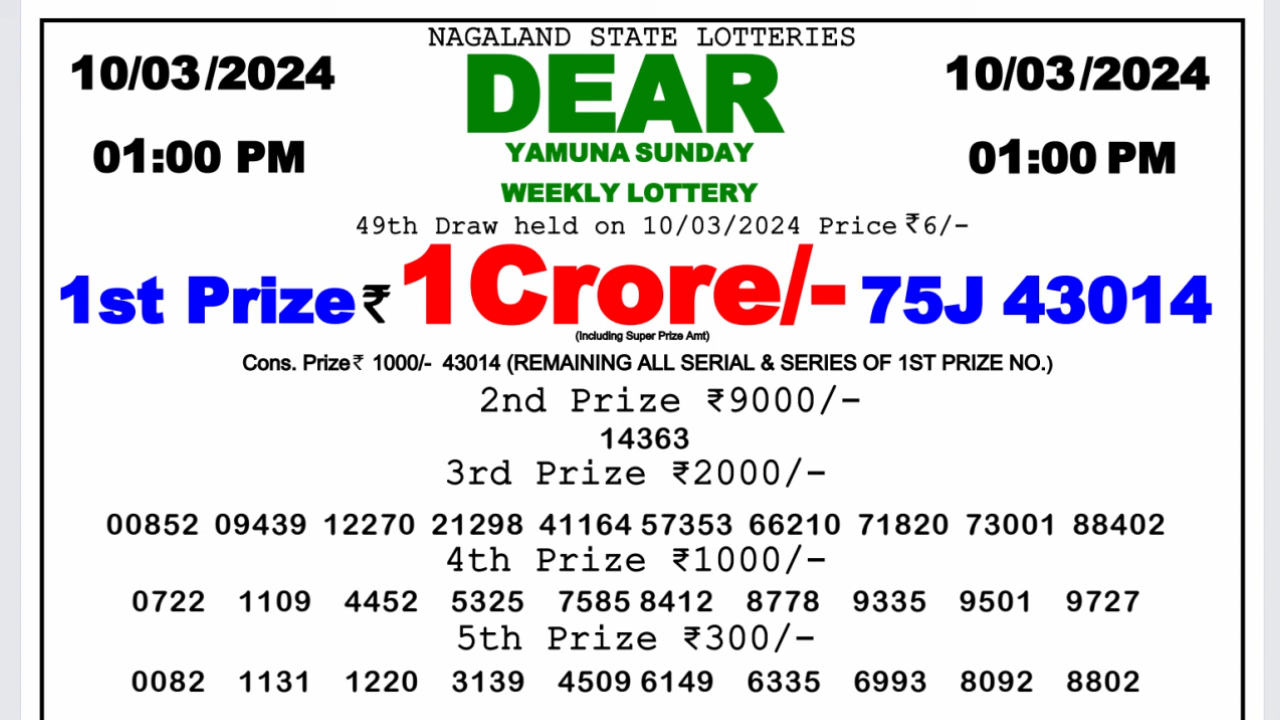 NAGALAND STATE LOTTERIES
10/03/2024 DEAR 10/03/2024
01:00 PM YAMUNA SUNDAY 01:00 PM
WEEKLY LOTTERY
49th Draw held on 10/03/2024 Price ₹6/-
1st Prize ₹ 1Crore/- 75J 43014
(Including Super Prize Amt)
Cons. Prize₹ 1000/- 43014 (REMAINING ALL SERIAL & SERIES OF 1ST PRIZE NO.)
2nd Prize ₹9000/-
14363
3rd Prize ₹2000/-
00852 09439 12270 21298 41164 57353 66210 71820 73001 88402
4th Prize ₹1000/-
0722 1109 4452 5325 7585 8412 8778 9335 9501 9727
5th Prize ₹300/-
0082 1131 1220 3139 4509 6149 6335 6993 8092 8802